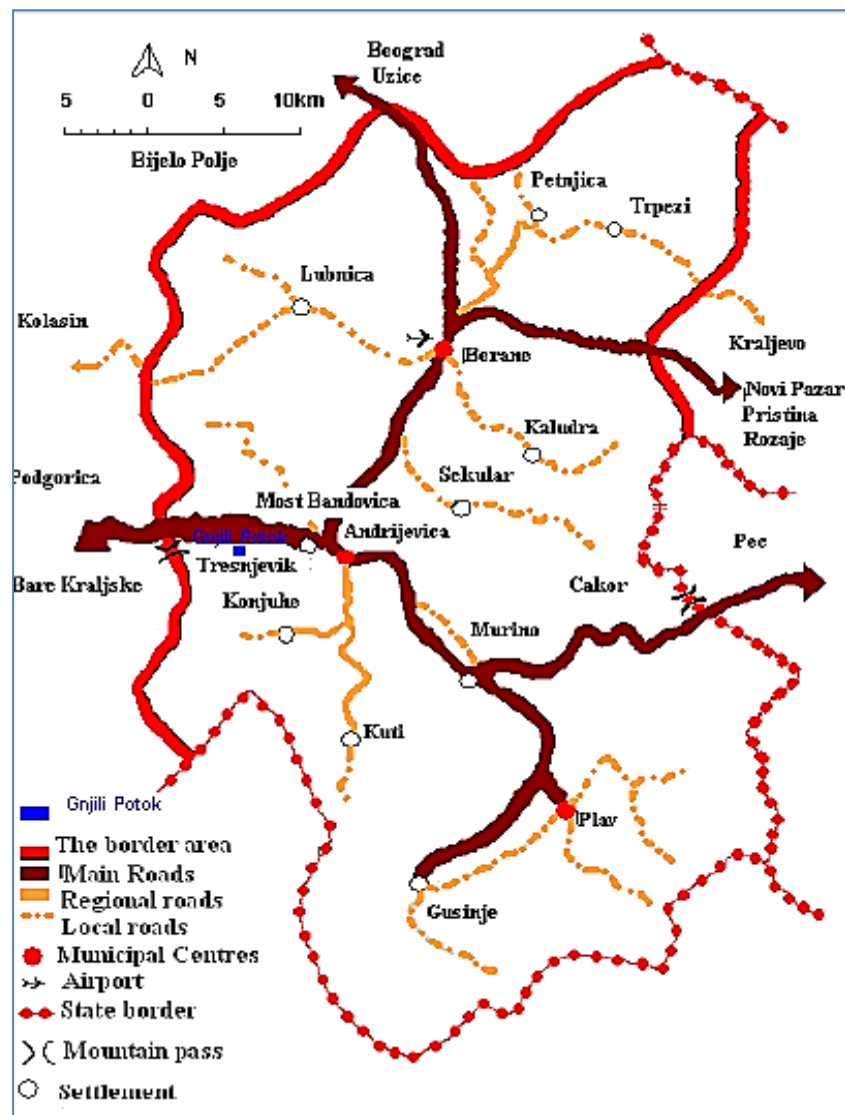 Beograd
Uzice
N
5 0 5 10km
Bijelo Polje
Petnjica
Trpezi
Lubnica
Kolasin
Kraljevo
Berane
Novi Pazar
Pristina
Rozaje
Kaludra
Sekular
Podgorica
Most Bandovica
Gnjili Potok
Andrijevica
Pec
Tresnjevik
Bare Kraljske
Cakor
Konjuhe
Murino
Kuti
Plav
Gusinje
Gnjili Potok
The border area
Main Roads
Regional roads
Local roads
Municipal Centres
Airport
State border
Mountain pass
Settlement